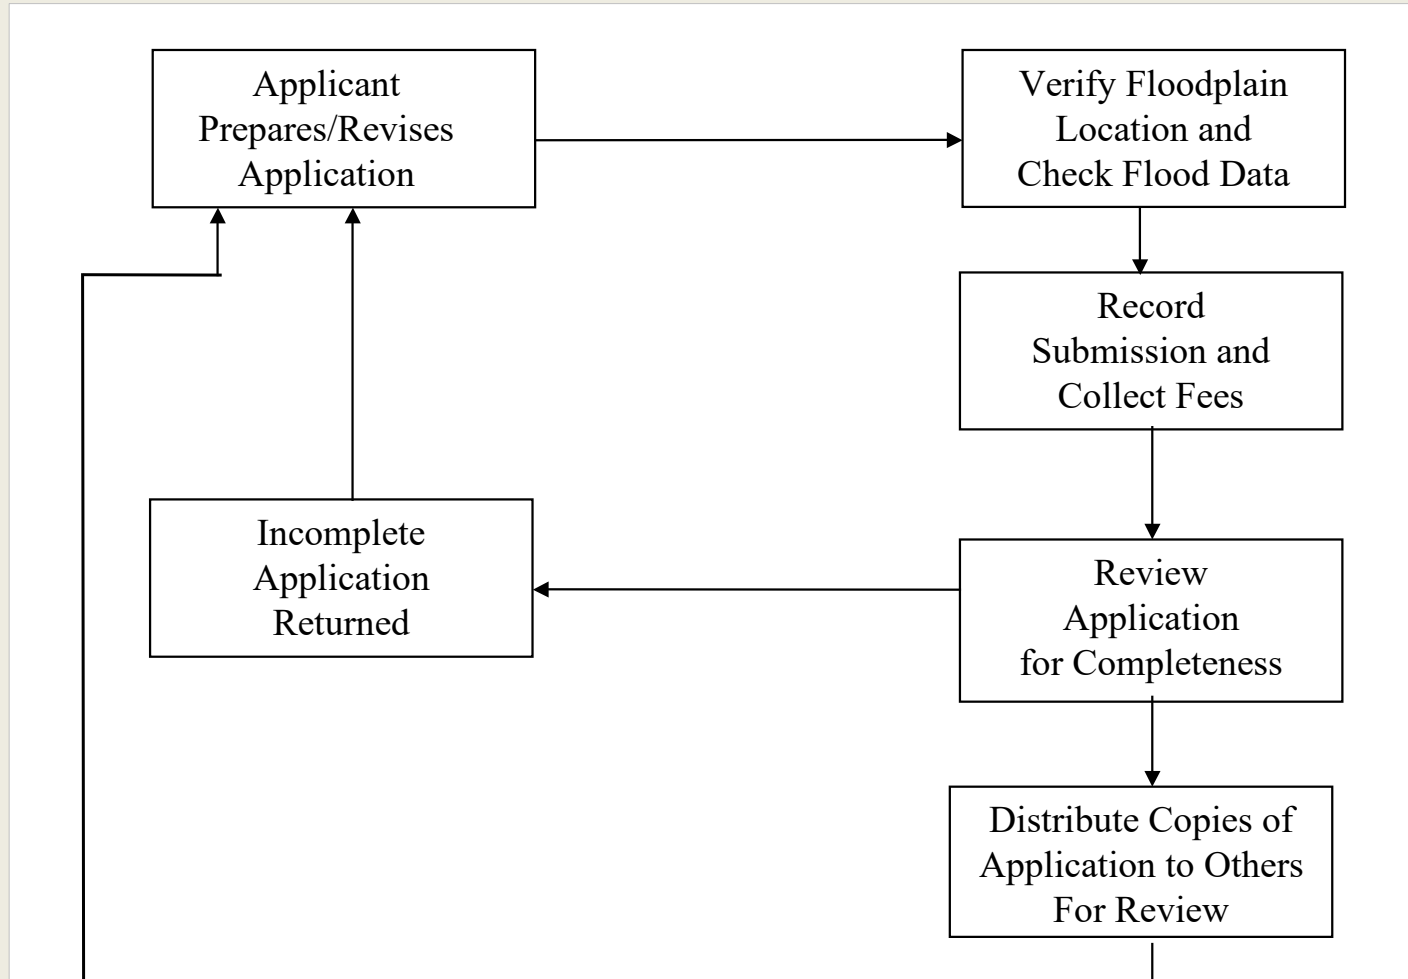 Applicant
Prepares/Revises
Application
Verify Floodplain
Location and
Check Flood Data
Record
Submission and
Collect Fees
Incomplete
Application
Returned
Review
Application
for Completeness
Distribute Copies of
Application to Others
For Review